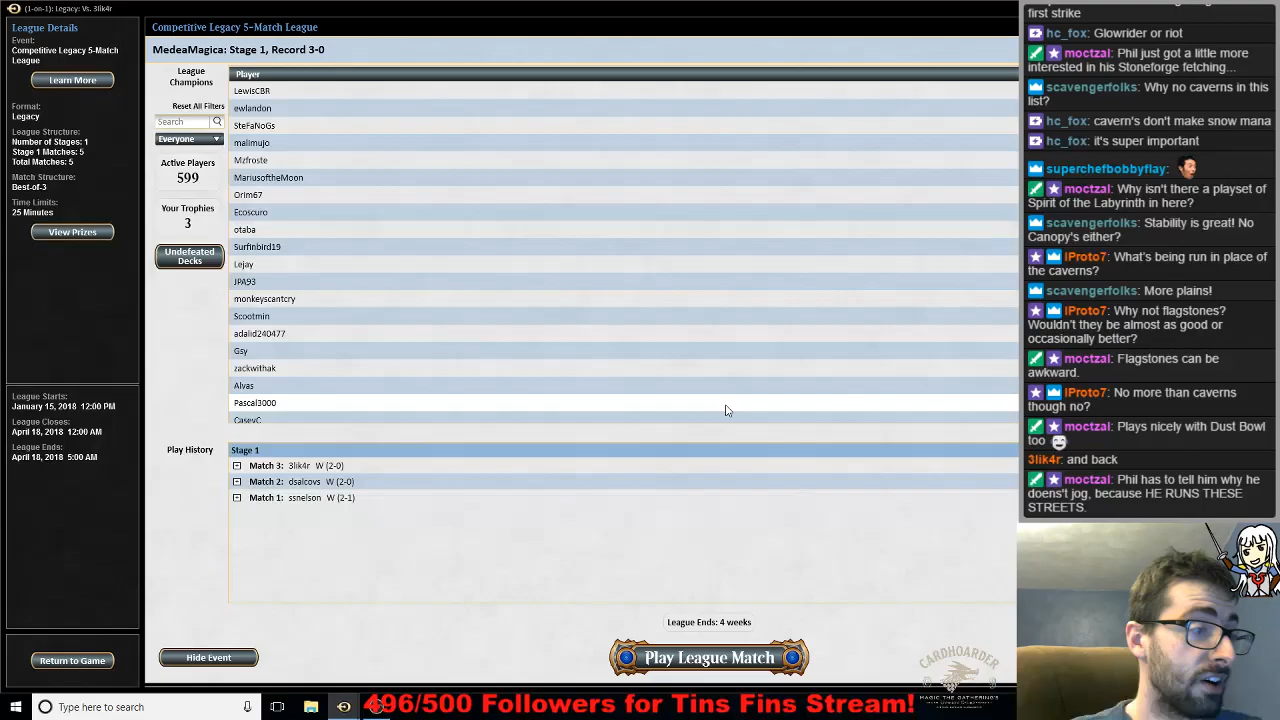 (1-on-1): Legacy: Vs. 3lik4r
League Details
Event:
Competitive Legacy 5-Match
League
Learn More
Format:
Legacy
League Structure:
Number of Stages: 1
Stage 1 Matches: 5
Total Matches: 5
Match Structure:
Best-of-3
Time Limits:
25 Minutes
View Prizes
League Starts:
January 15, 2018 12:00 PM
League Closes:
April 18, 2018 12:00 AM
League Ends:
April 18, 2018 5:00 AM
Return to Game
Competitive Legacy 5-Match League
MedeaMagica: Stage 1, Record 3-0
League
Champions
Reset All Filters
Search
Everyone
Active Players
599
Your Trophies
3
Undefeated
Decks
Player
LewisCBR
ewlandon
SteFaNoGs
malimujo
Mzfroste
MariusoftheMoon
Orim67
Ecoscuro
otaba
Surfinbird19
Lejay
JPA93
monkeyscantcry
Scootmin
adalid240477
Gsy
zackwithak
Alvas
Pascal3000
CaseyC
Play History
Stage 1
Match 3: 3lik4r W (2-0)
Match 2: dsalcovs W (2-0)
Match 1: ssnelson W (2-1)
League Ends: 4 weeks
Hide Event
Play League Match
first strike
hc_fox: Glowrider or riot
moctzal: Phil just got a little more
interested in his Stoneforge fetching...
scavengerfolks: Why no caverns in this
list?
hc_fox: cavern's don't make snow mana
hc_fox: it's super important
superchefbobbyflay:
moctzal: Why isn't there a playset of
Spirit of the Labyrinth in here?
scavengerfolks: Stability is great! No
Canopy's either?
IProto7: What's being run in place of
the caverns?
scavengerfolks: More plains!
IProto7: Why not flagstones?
Wouldn't they be almost as good or
occasionally better?
moctzal: Flagstones can be
awkward.
IProto7: No more than caverns
though no?
moctzal: Plays nicely with Dust Bowl
too
3lik4r: and back
moctzal: Phil has to tell him why he
doens't jog, because HE RUNS THESE
STREETS.
CARDHOARDER
Type here to search
496/500 Followers for Tins Fins Stream!